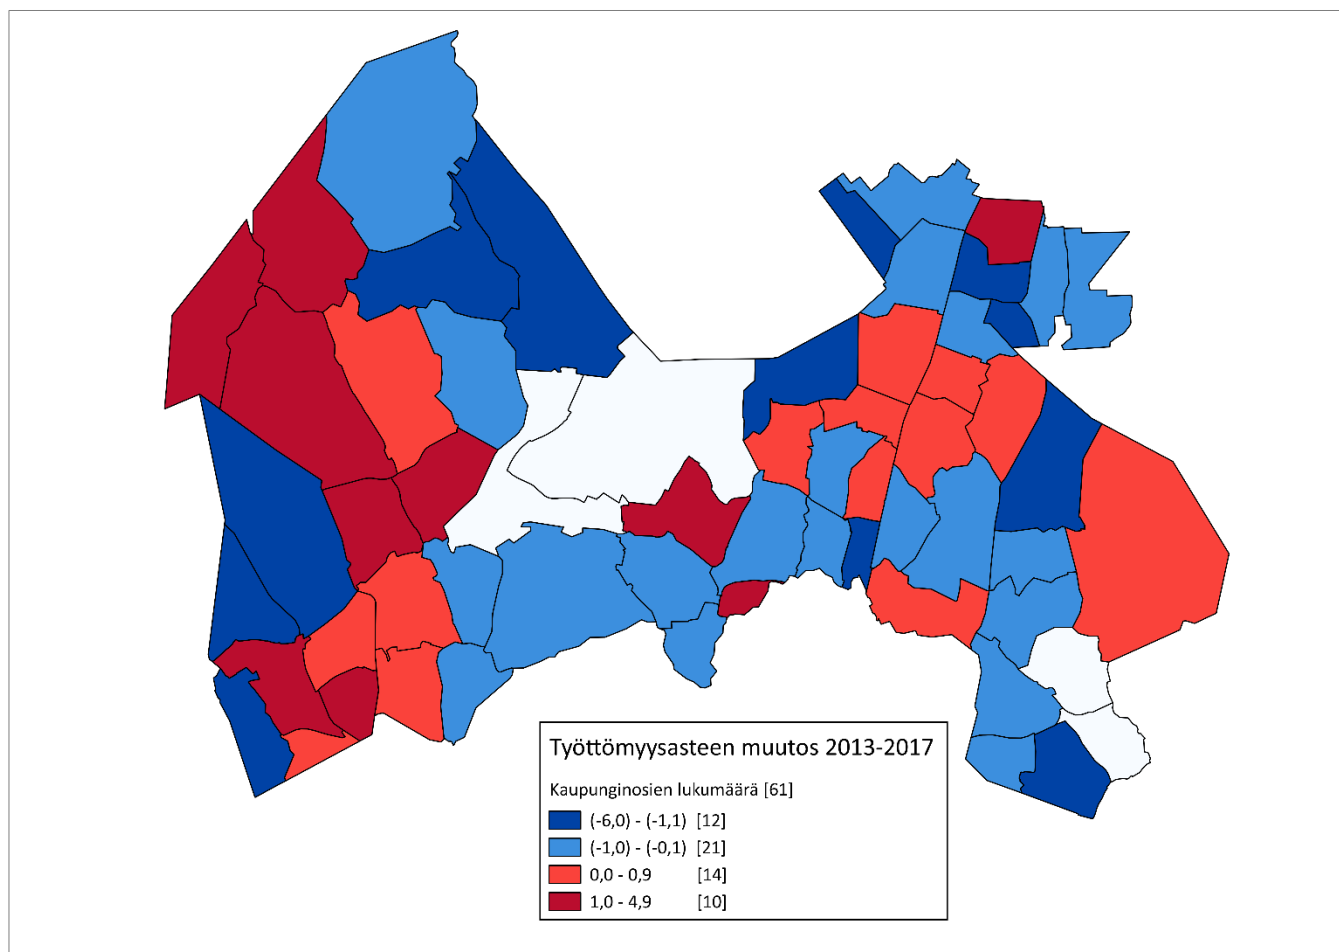 Työttömyysasteen muutos 2013-2017
Kaupunginosien lukumäärä [61]
(-6,0) - (-1,1) [12]
(-1,0) - (-0,1) [21]
0,0 - 0,9 [14]
1,0 - 4,9 [10]